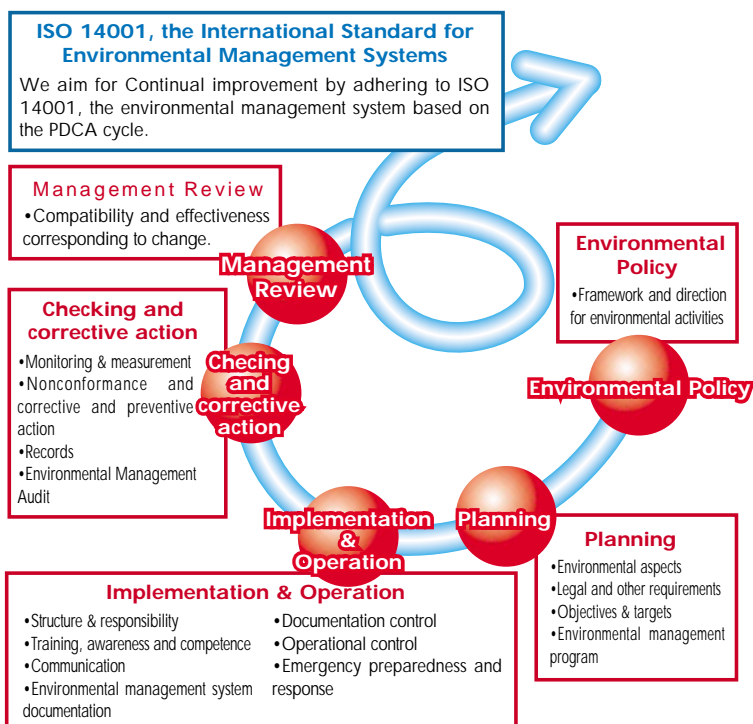 ISO 14001, the International Standard for
Environmental Management Systems
We aim for Continual improvement by adhering to ISO
14001, the environmental management system based on
the PDCA cycle.
Management Review
•Compatibility and effectiveness
corresponding to change.
Management
Review
Environmental
Policy
•Framework and direction
for environmental activities
Checking and
corrective action
•Monitoring & measurement
•Nonconformance and
corrective and preventive
action
•Records
•Environmental Management
Audit
Checing
and
corrective
action
Environmental Policy
Implementation
&
Operation
Planning
Planning
•Environmental aspects
•Legal and other requirements
•Objectives & targets
•Environmental management
program
Implementation & Operation
•Structure & responsibility
•Training, awareness and competence
•Communication
•Environmental management system
documentation
•Documentation control
•Operational control
•Emergency preparedness and
response